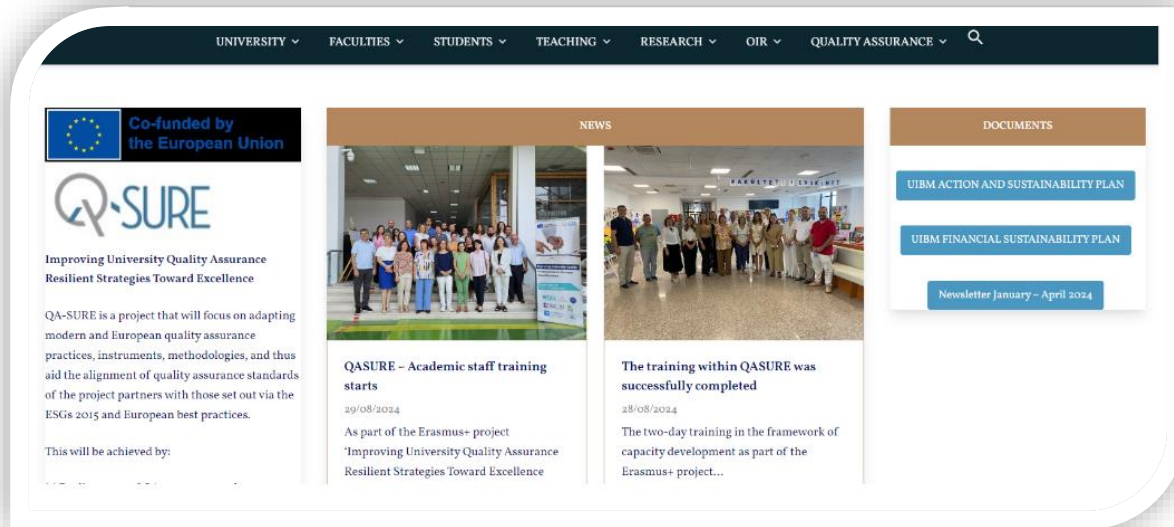 UNIVERSITY FACULTIES STUDENTS TEACHING RESEARCH OIR QUALITY ASSURANCE
Co-funded by
the European Union
Q-SURE
Improving University Quality Assurance
Resilient Strategies Toward Excellence
QA-SURE is a project that will focus on adapting
modern and European quality assurance
practices, instruments, methodologies, and thus
aid the alignment of quality assurance standards
of the project partners with those set out via the
ESGs 2015 and European best practices.
This will be achieved by:
NEWS
QASURE – Academic staff training
starts
29/08/2024
As part of the Erasmus+ project
'Improving University Quality Assurance
Resilient Strategies Toward Excellence
The training within QASURE was
successfully completed
28/08/2024
The two-day training in the framework of
capacity development as part of the
Erasmus+ project...
DOCUMENTS
UIBM ACTION AND SUSTAINABILITY PLAN
UIBM FINANCIAL SUSTAINABILITY PLAN
Newsletter January – April 2024